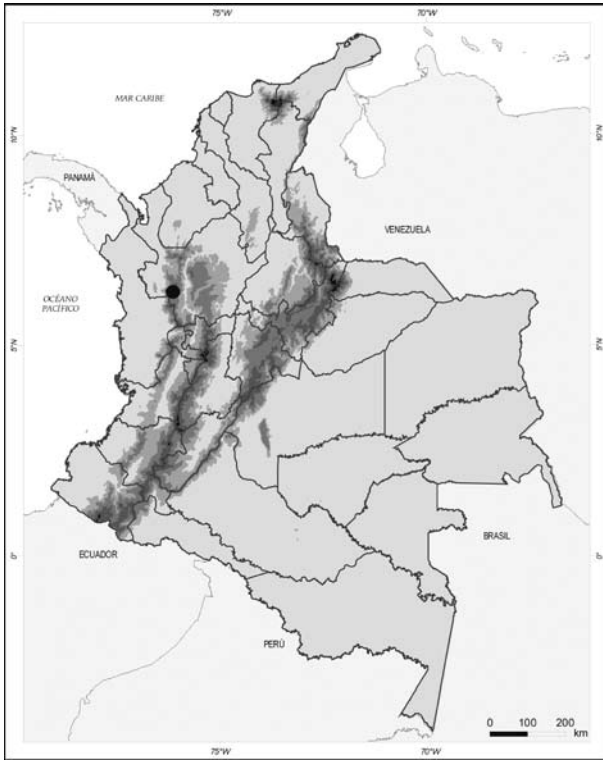 75°W 70°W
MAR CARIBE
10°N 10°N
PANAMÁ
VENEZUELA
OCÉANO
PACÍFICO
5°N 5°N
ECUADOR
BRASIL
0° 0°
PERÚ
0 100 200
km
75°W 70°W